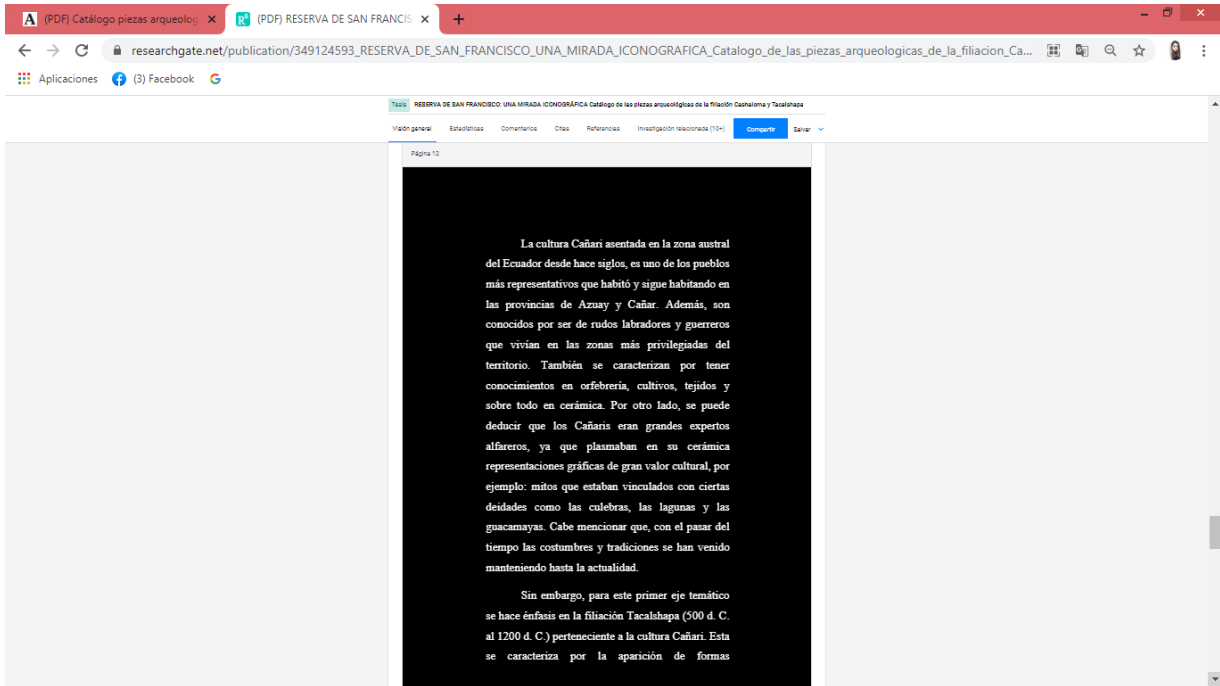 (PDF) Catálogo piezas arqueolog
(PDF) RESERVA DE SAN FRANCIS
researchgate.net/publication/349124593_RESERVA_DE_SAN_FRANCISCO_UNA_MIRADA_ICONOGRAFICA_Catalogo_de_las_piezas_arqueologicas_de_la_filiacion_Ca...
Aplicaciones (3) Facebook
Tesis RESERVA DE SAN FRANCISCO: UNA MIRADA ICONOGRÁFICA Catálogo de las piezas arqueológicas de la filiación Cashaloma y Tacalshapa
Visión general Estadísticas Comentarios Citas Referencias Investigación relacionada (10+) Compartir Salvar
Página 12
La cultura Cañari asentada en la zona austral
del Ecuador desde hace siglos, es uno de los pueblos
más representativos que habitó y sigue habitando en
las provincias de Azuay y Cañar. Además, son
conocidos por ser de rudos labradores y guerreros
que vivían en las zonas más privilegiadas del
territorio. También se caracterizan por tener
conocimientos en orfebrería, cultivos, tejidos y
sobre todo en cerámica. Por otro lado, se puede
deducir que los Cañaris eran grandes expertos
alfareros, ya que plasmaban en su cerámica
representaciones gráficas de gran valor cultural, por
ejemplo: mitos que estaban vinculados con ciertas
deidades como las culebras, las lagunas y las
guacamayas. Cabe mencionar que, con el pasar del
tiempo las costumbres y tradiciones se han venido
manteniendo hasta la actualidad.
Sin embargo, para este primer eje temático
se hace énfasis en la filiación Tacalshapa (500 d. C.
al 1200 d. C.) perteneciente a la cultura Cañari. Esta
se caracteriza por la aparición de formas